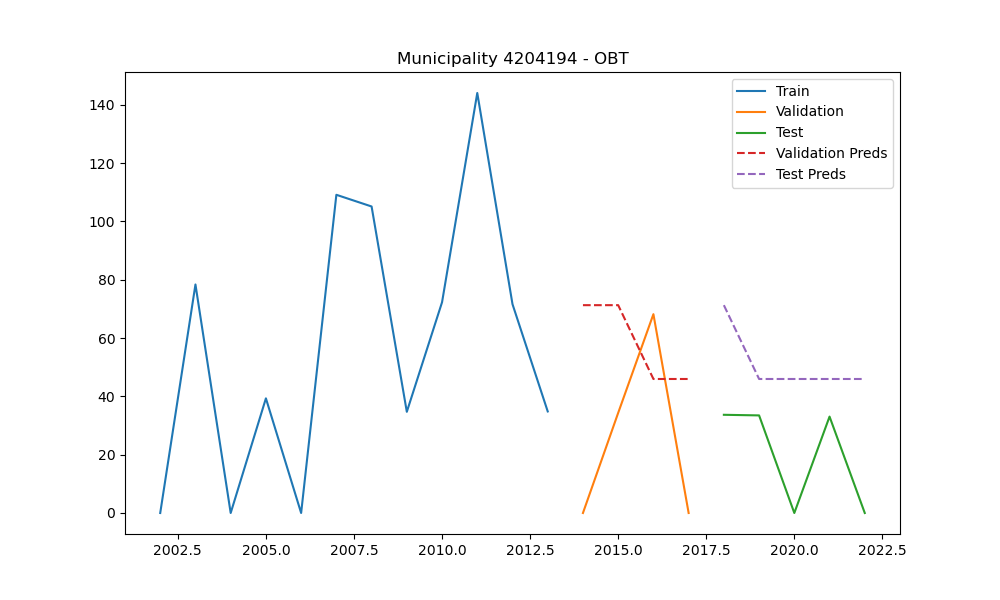 Municipality 4204194 - OBT
Train
Validation
Test
Validation Preds
Test Preds
140
120
100
80
60
40
20
0
2002.5 2005.0 2007.5 2010.0 2012.5 2015.0 2017.5 2020.0 2022.5